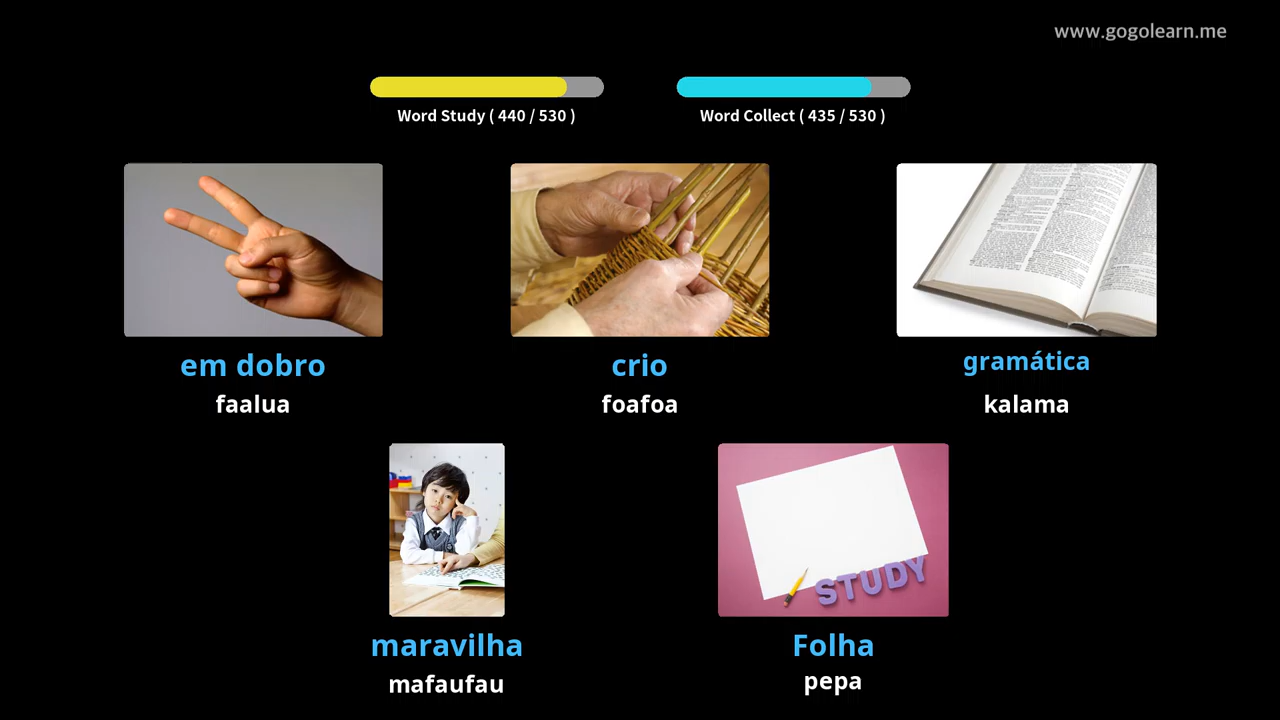 www.gogolearn.me
Word Study ( 440 / 530 )
Word Collect ( 435 / 530 )
em dobro
faalua
crio
foafoa
gramática
kalama
STUDY
maravilha
mafaufau
Folha
pepa